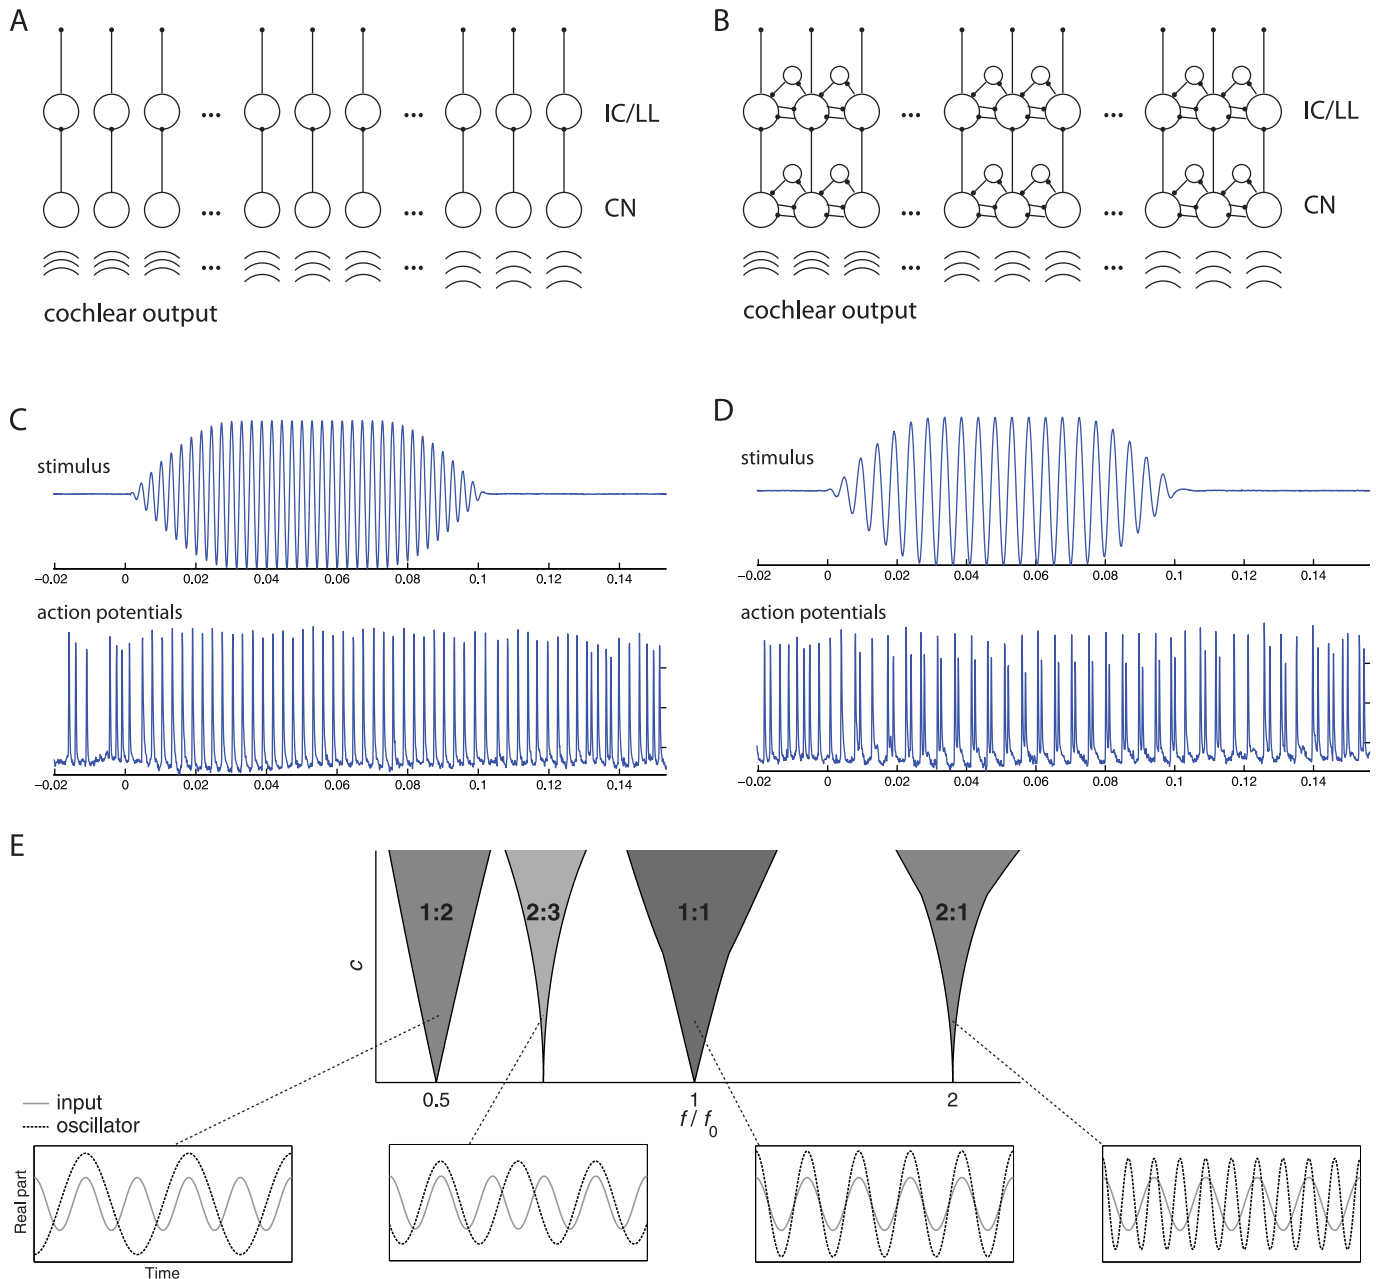 A
B
... ... IC/LL
... ... IC/LL
... ... CN
... ... CN
... ...
... ...
cochlear output
cochlear output
C
D
stimulus
stimulus
−0.02 0 0.02 0.04 0.06 0.08 0.1 0.12 0.14
−0.02 0 0.02 0.04 0.06 0.08 0.1 0.12 0.14
action potentials
action potentials
−0.02 0 0.02 0.04 0.06 0.08 0.1 0.12 0.14
−0.02 0 0.02 0.04 0.06 0.08 0.1 0.12 0.14
E
1:2 2:3 1:1 2:1
c
0.5 1 2
f / f0
input
oscillator
Real part
Time